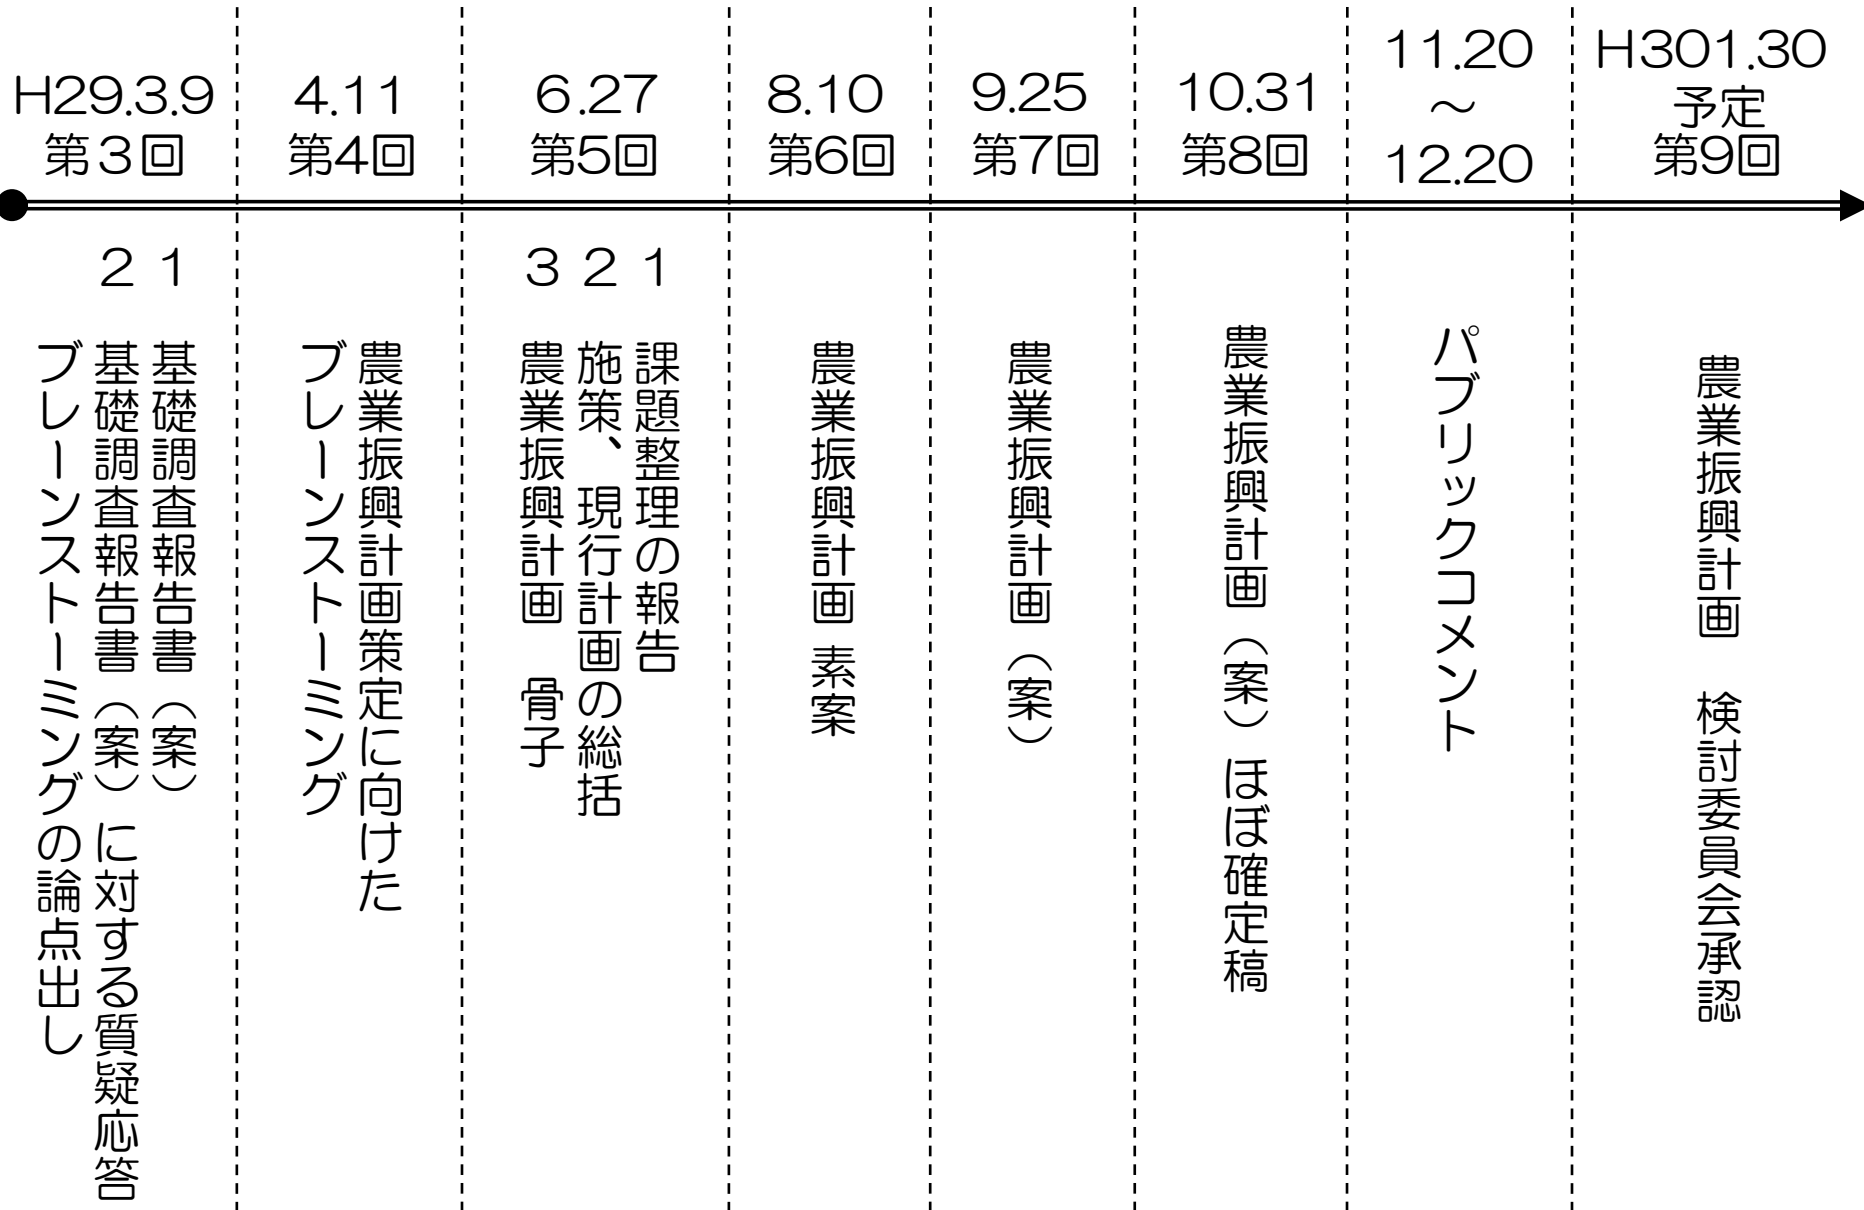 H29.3.9
第３回
4.11
第4回
6.27
第5回
8.10
第6回
9.25
第7回
10.31
第8回
11.20
～
12.20
H301.30
予定
第9回
1 基礎調査報告書（案）
2 基礎調査報告書（案）に対する質疑応答
ブレーンストーミングの論点出し
農業振興計画策定に向けた
ブレーンストーミング
1 課題整理の報告
2 施策、現行計画の総括
3 農業振興計画　骨子
農業振興計画 素案
農業振興計画（案）
農業振興計画（案）ほぼ確定稿
パブリックコメント
農業振興計画　検討委員会承認